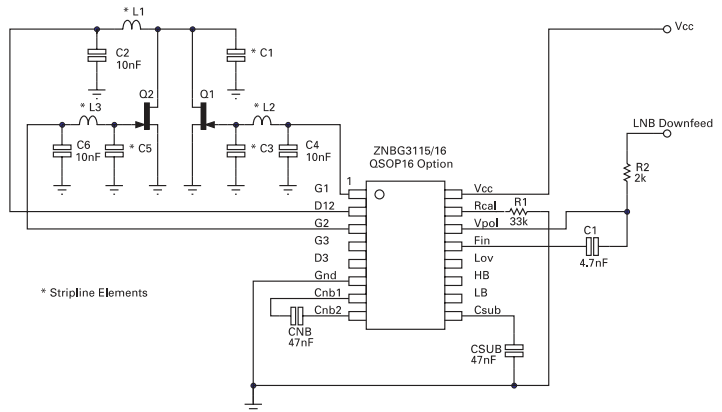 * L1
Vcc
C2
10nF
* C1
Q2
Q1
* L3
* L2
LNB Downfeed
C6
10nF
* C5
* C3
C4
10nF
ZNBG3115/16
QSOP16 Option
R2
2k
G1
1
Vcc
D12
Rcal
R1
33k
G2
Vpol
G3
Fin
C1
4.7nF
D3
Lov
Gnd
HB
* Stripline Elements
Cnb1
LB
Cnb2
Csub
CNB
47nF
CSUB
47nF